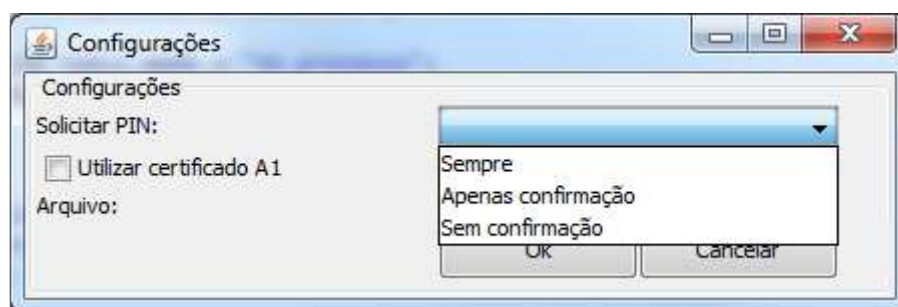 Configurações
Configurações
Solicitar PIN:
Utilizar certificado A1
Sempre
Apenas confirmação
Arquivo:
Sem confirmação
Ok Cancelar